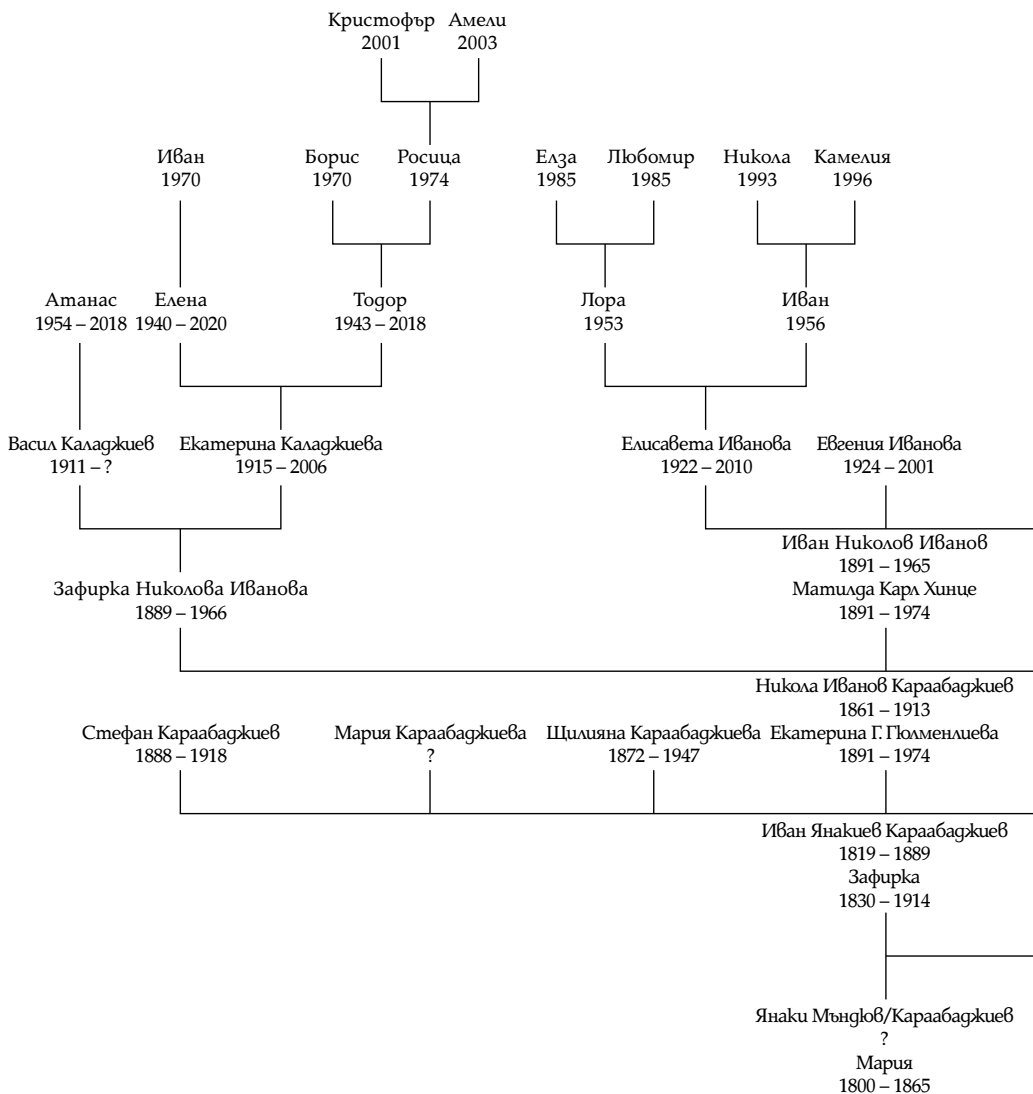 Кристофър Амели
2001 2003
Иван Борис Росица Елза Любомир Никола Камелия
1970 1970 1974 1985 1985 1993 1996
Атанас Елена Тодор Лора Иван
1954 – 2018 1940 – 2020 1943 – 2018 1953 1956
Васил Каладжиев Екатерина Каладжиева Елисавета Иванова Евгения Иванова
1911 – ? 1915 – 2006 1922 – 2010 1924 – 2001
Иван Николов Иванов
1891 – 1965
Зафирка Николова Иванова Матилда Карл Хинце
1889 – 1966 1891 – 1974
Никола Иванов Караабаджиев
1861 – 1913
Стефан Караабаджиев Мария Караабаджиева Щилияна Караабаджиева Екатерина Г. Гюлменлиева
1888 – 1918 ? 1872 – 1947 1891 – 1974
Иван Янакиев Караабаджиев
1819 – 1889
Зафирка
1830 – 1914
Янаки Мъндюв/Караабаджиев
?
Мария
1800 – 1865